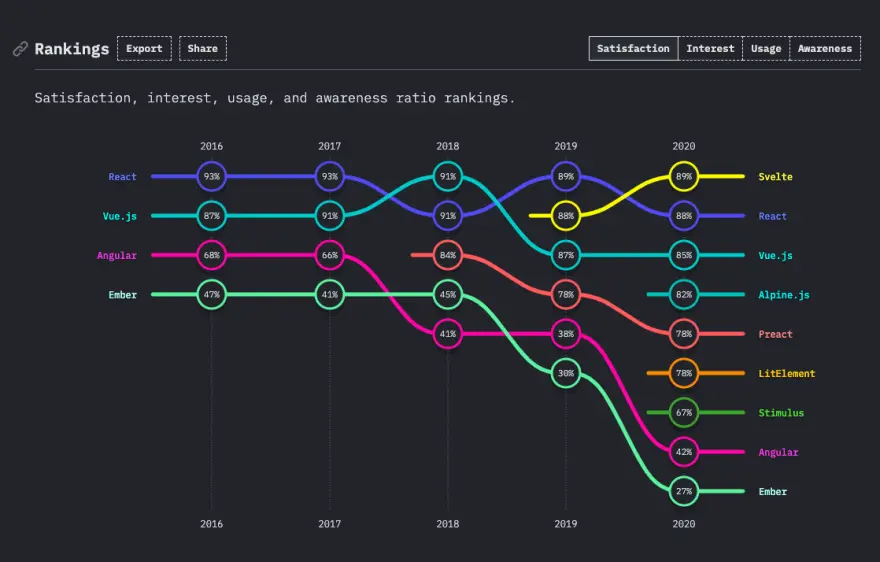 Rankings Export Share Satisfaction Interest Usage Awareness
Satisfaction, interest, usage, and awareness ratio rankings.
2016 2017 2018 2019 2020
React 93% 93% 91% 89% 89% Svelte
Vue.js 87% 91% 91% 88% 88% React
Angular 68% 66% 84% 87% 85% Vue.js
Ember 47% 41% 45% 78% 82% Alpine.js
41% 38% 78% Preact
30% 78% LitElement
67% Stimulus
42% Angular
27% Ember
2016 2017 2018 2019 2020